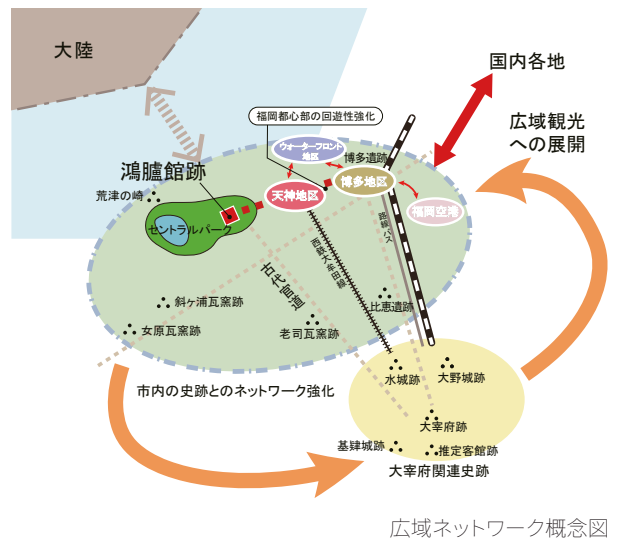 大陸
国内各地
福岡都心部の回遊性強化
広域観光
への展開
ウォーターフロント
地区
博多遺跡
鴻臚館跡
博多地区
荒津の崎
天神地区
福岡空港
セントラルパーク
路線バス
西鉄大牟田線
古代官道
斜ヶ浦瓦窯跡
比恵遺跡
女原瓦窯跡
老司瓦窯跡
水城跡
大野城跡
市内の史跡とのネットワーク強化
大宰府跡
基肄城跡
推定客館跡
大宰府関連史跡
広域ネットワーク概念図